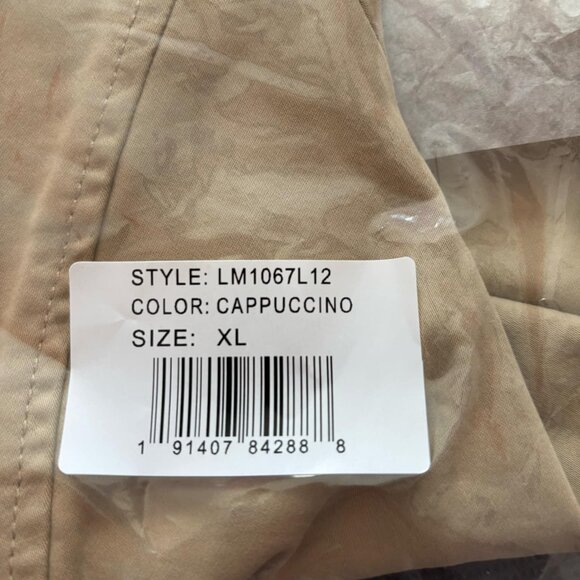 STYLE: LM1067L12
COLOR: CAPPUCCINO
SIZE: XL
1 91407 84288 8